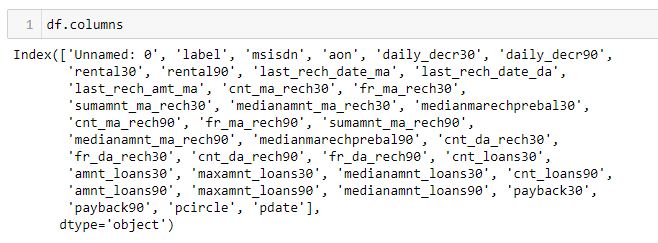 1 df.columns
Index(['Unnamed: 0', 'label', 'msisdn', 'aon', 'daily_decr30', 'daily_decr90',
'rental30', 'rental90', 'last_rech_date_ma', 'last_rech_date_da',
'last_rech_amt_ma', 'cnt_ma_rech30', 'fr_ma_rech30',
'sumamnt_ma_rech30', 'medianamnt_ma_rech30', 'medianmarechprebal30',
'cnt_ma_rech90', 'fr_ma_rech90', 'sumamnt_ma_rech90',
'medianamnt_ma_rech90', 'medianmarechprebal90', 'cnt_da_rech30',
'fr_da_rech30', 'cnt_da_rech90', 'fr_da_rech90', 'cnt_loans30',
'amnt_loans30', 'maxamnt_loans30', 'medianamnt_loans30', 'cnt_loans90',
'amnt_loans90', 'maxamnt_loans90', 'medianamnt_loans90', 'payback30',
'payback90', 'pcircle', 'pdate'],
dtype='object')